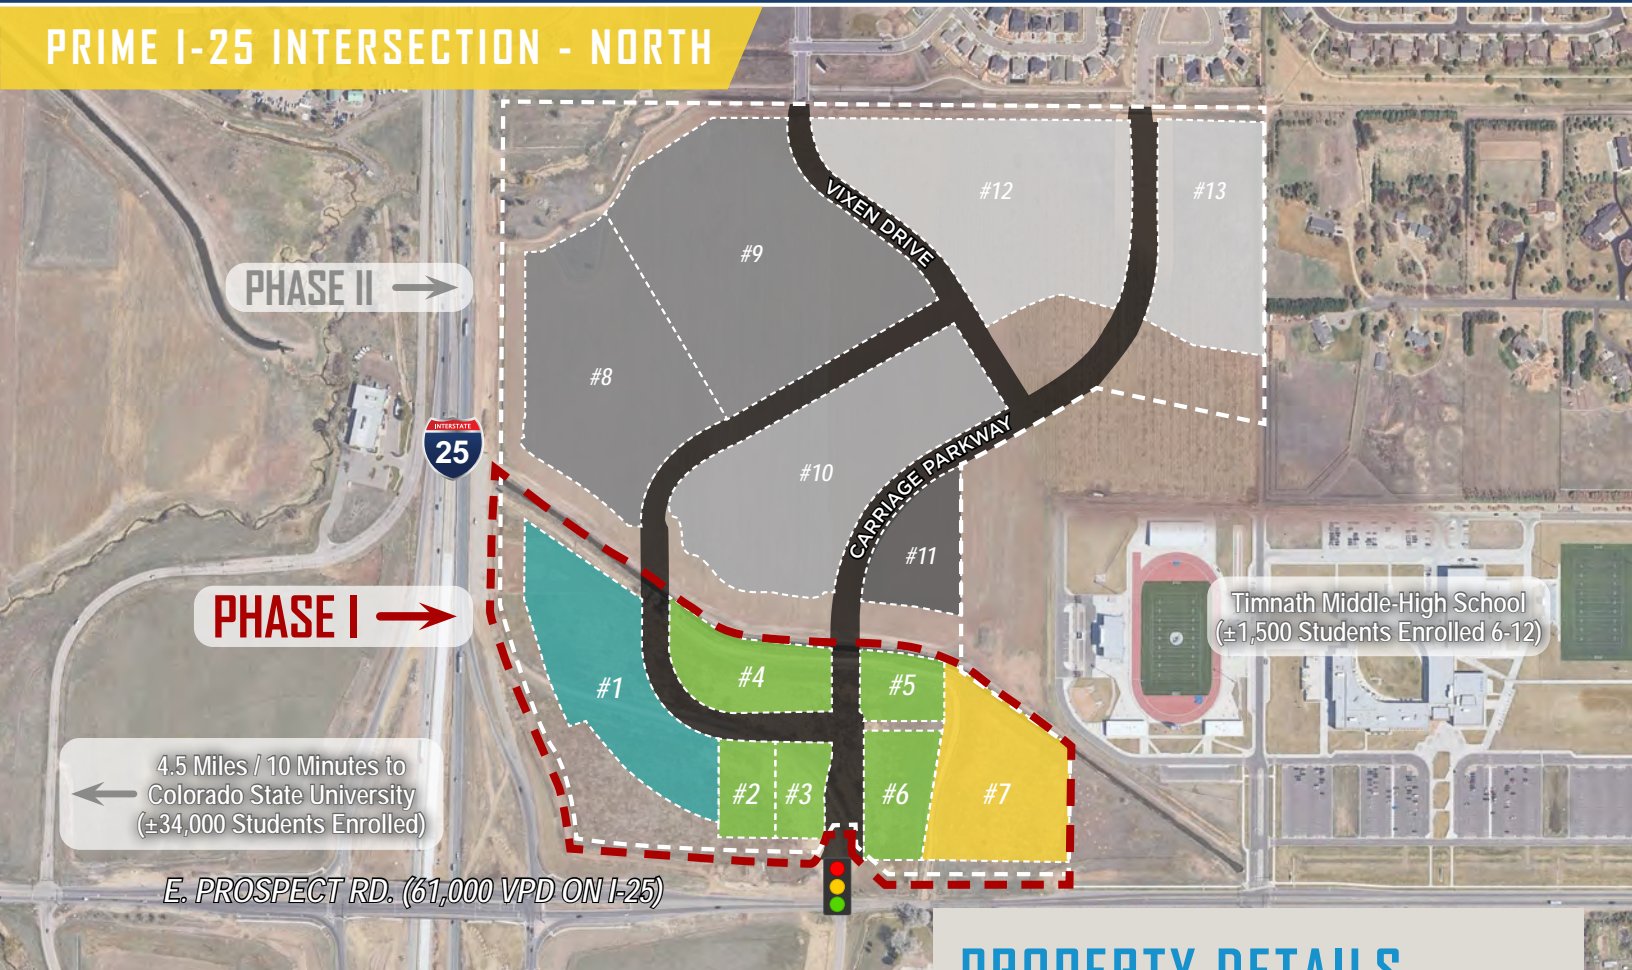 PRIME I-25 INTERSECTION - NORTH
#12
#13
VIXEN DRIVE
#9
PHASE II
#8
INTERSTATE
25
CARRIAGE PARKWAY
#10
#11
PHASE I
Timnath Middle-High School
(±1,500 Students Enrolled 6-12)
#1
#4
#5
4.5 Miles / 10 Minutes to
Colorado State University
(±34,000 Students Enrolled)
#2
#3
#6
#7
E. PROSPECT RD. (61,000 VPD ON I-25)
PROPERTY DETAILS